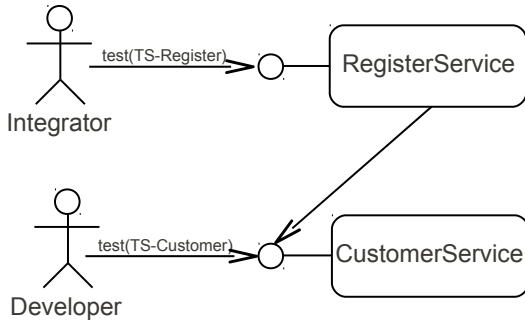 test(TS-Register)
RegisterService
Integrator
test(TS-Customer)
CustomerService
Developer